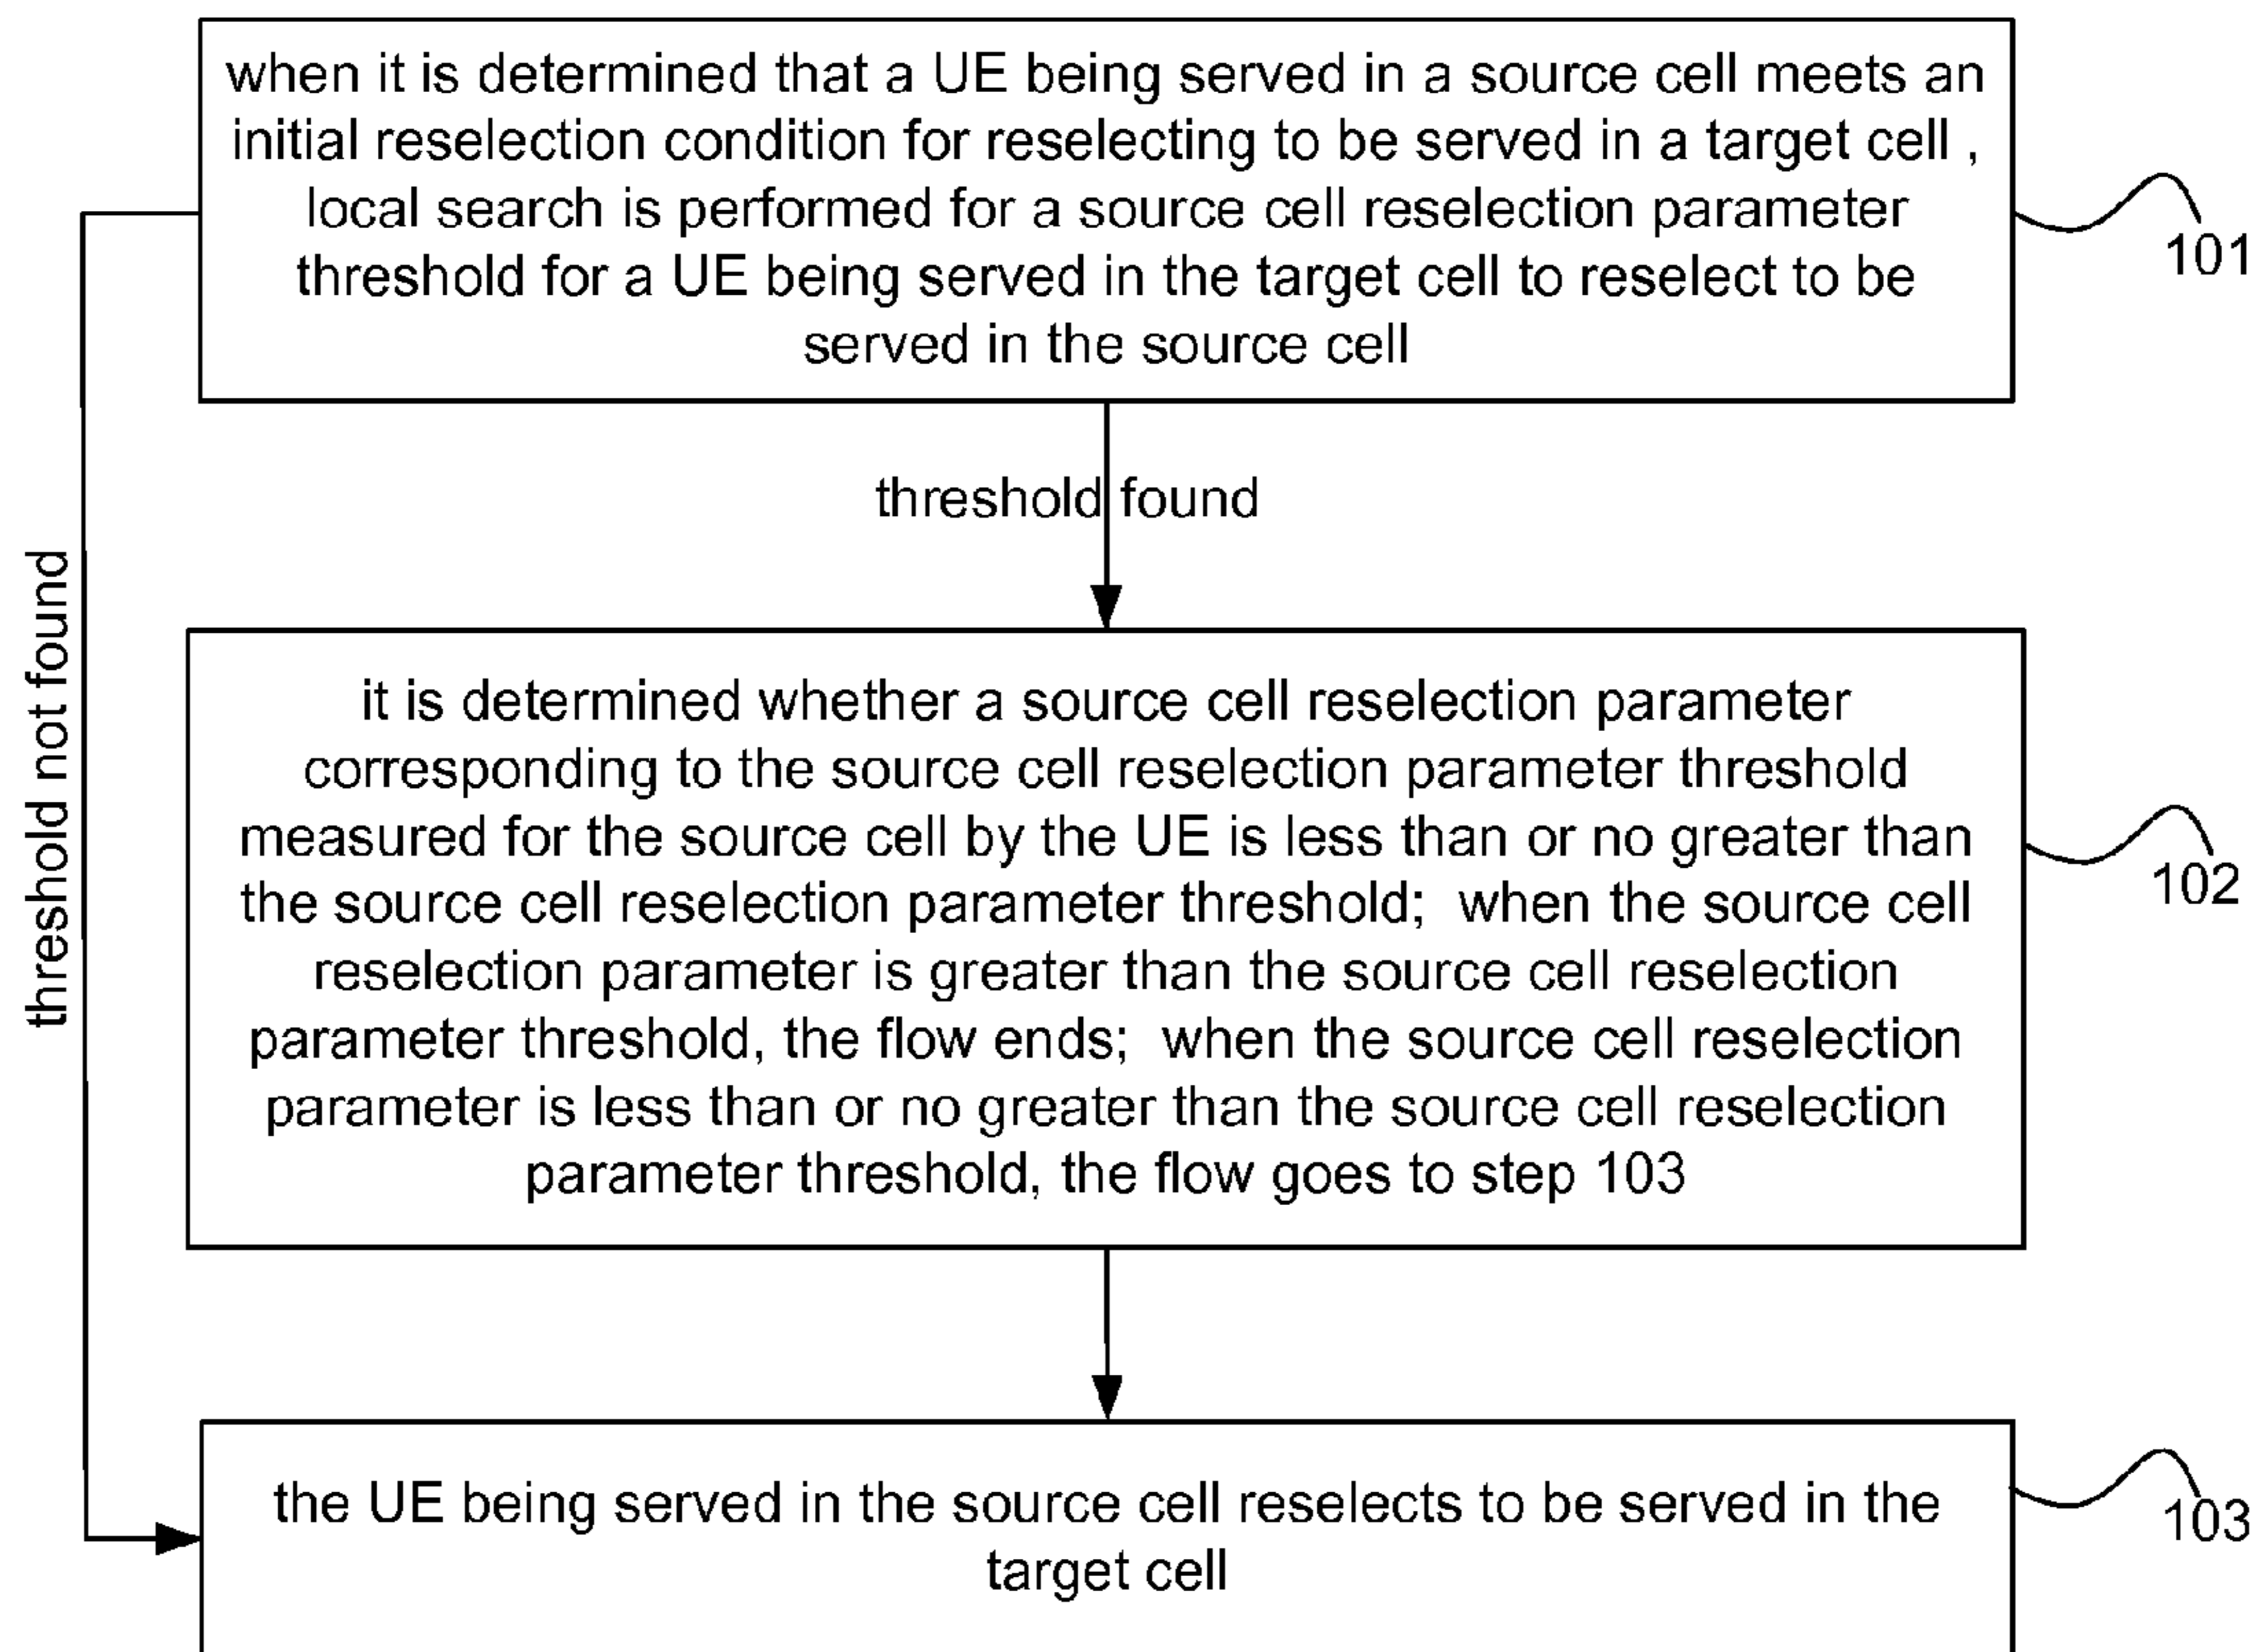 when it is determined that a UE being served in a source cell meets an
initial reselection condition for reselecting to be served in a target cell ,
local search is performed for a source cell reselection parameter
threshold for a UE being served in the target cell to reselect to be
served in the source cell
101
threshold found
threshold not found
it is determined whether a source cell reselection parameter
corresponding to the source cell reselection parameter threshold
measured for the source cell by the UE is less than or no greater than
the source cell reselection parameter threshold; when the source cell
reselection parameter is greater than the source cell reselection
parameter threshold, the flow ends; when the source cell reselection
parameter is less than or no greater than the source cell reselection
parameter threshold, the flow goes to step 103
102
the UE being served in the source cell reselects to be served in the
target cell
103